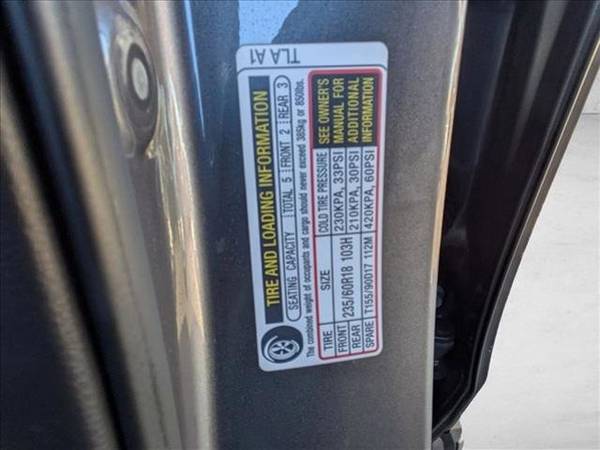 TIRE AND LOADING INFORMATION
SEATING CAPACITY TOTAL 5 FRONT 2 REAR 3
The combined weight of occupants and cargo should never exceed 385kg or 850lbs.
TIRE SIZE COLD TIRE PRESSURE SEE OWNER'S MANUAL FOR ADDITIONAL INFORMATION
FRONT 235/60R18 103H 230KPA, 33PSI
REAR 210KPA, 30PSI
SPARE T155/90D17 112M 420KPA, 60PSI
TLA A1